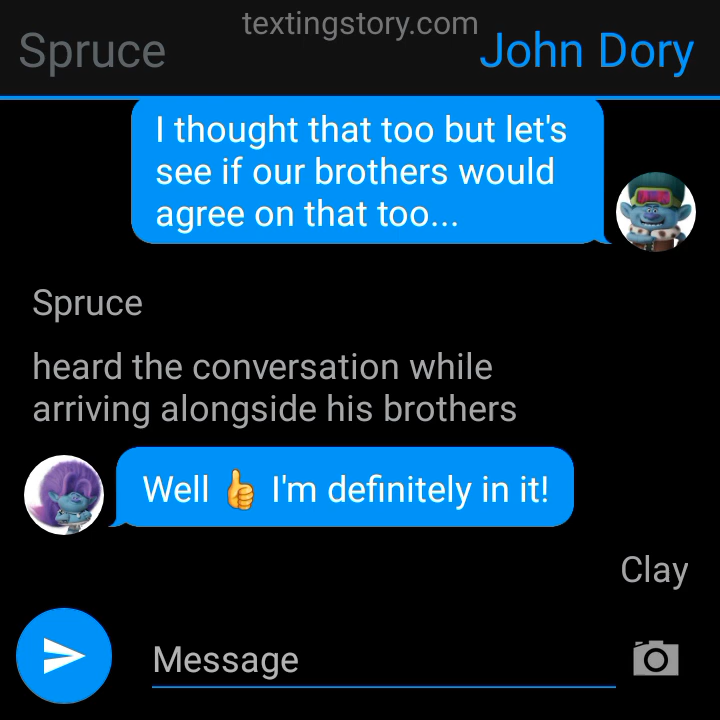 textingstory.com
Spruce
John Dory
I thought that too but let's
see if our brothers would
agree on that too...
Spruce
heard the conversation while
arriving alongside his brothers
Well 👍 I'm definitely in it!
Clay
Message